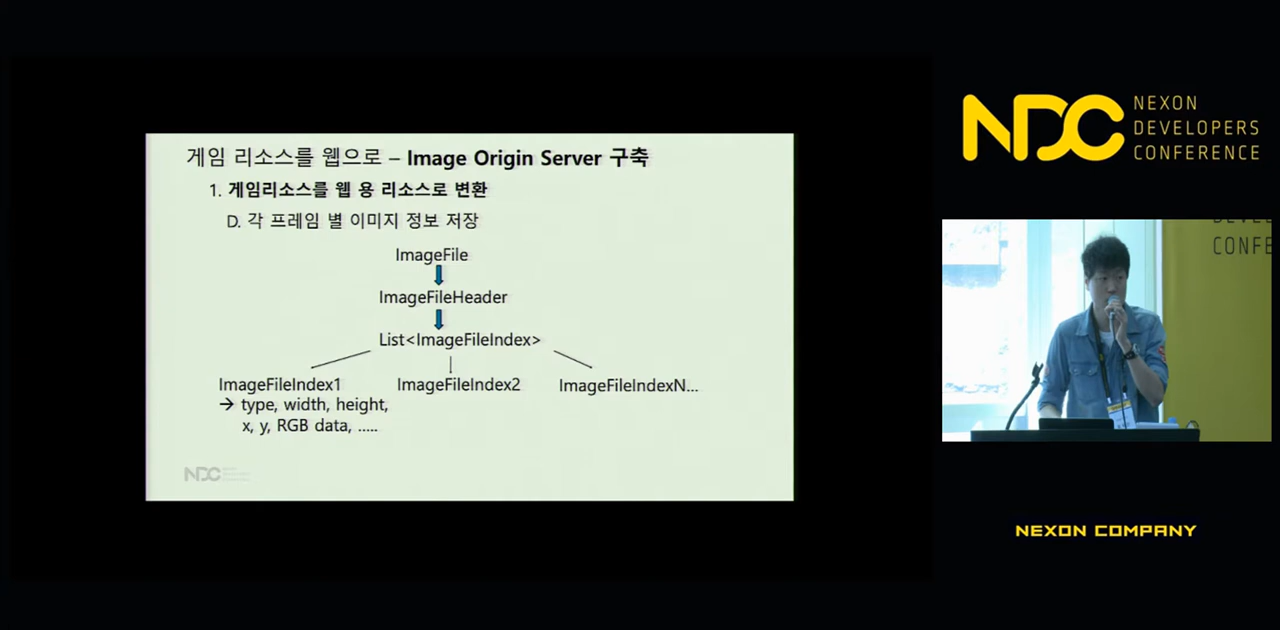 게임 리소스를 웹으로 – Image Origin Server 구축
1. 게임리소스를 웹 용 리소스로 변환
D. 각 프레임 별 이미지 정보 저장
ImageFile
ImageFileHeader
List<ImageFileIndex>
ImageFileIndex1
ImageFileIndex2
ImageFileIndexN...
→ type, width, height,
x, y, RGB data, .....
NDC
NDC
NEXON
DEVELOPERS
CONFERENCE
CONFE
NEXON COMPANY